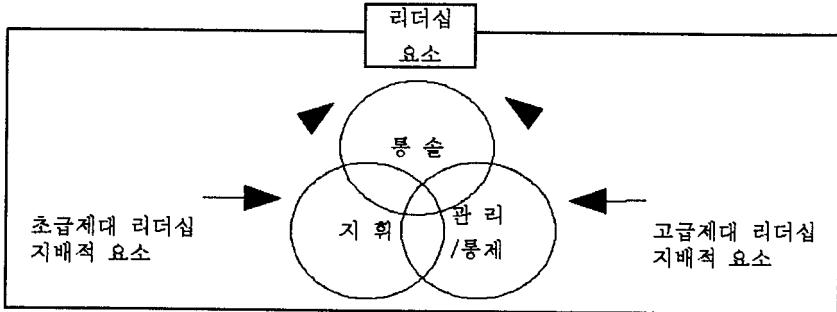 리더십
요소
통 솔
지 휘
관 리
/통제
초급제대 리더십
지배적 요소
고급제대 리더십
지배적 요소